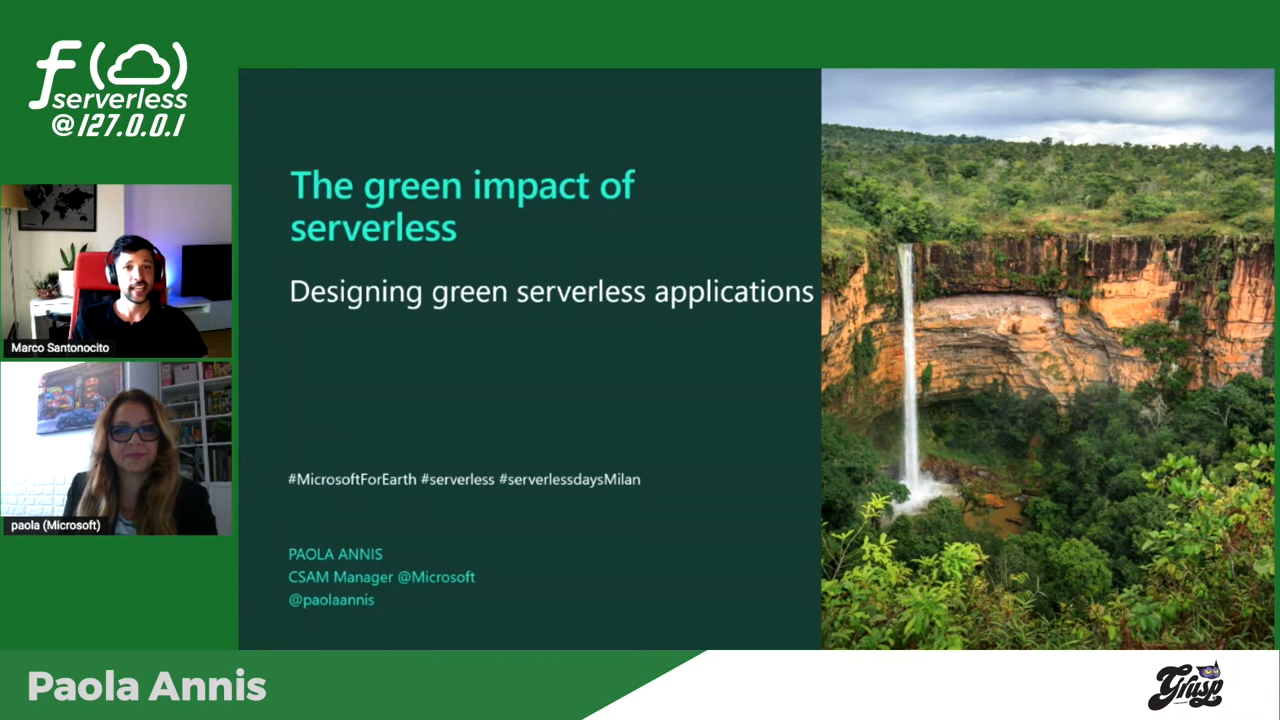 f( )
serverless
@127.0.0.1
Marco Santonocito
paola (Microsoft)
The green impact of
serverless
Designing green serverless applications
#MicrosoftForEarth #serverless #serverlessdaysMilan
PAOLA ANNIS
CSAM Manager @Microsoft
@paolaannis
Paola Annis
Grusp